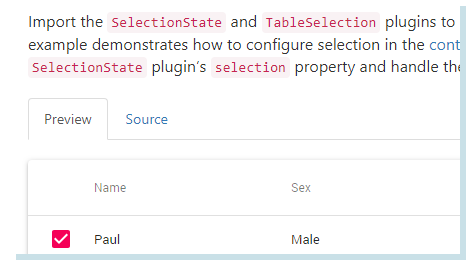 Import the SelectionState and TableSelection plugins to
example demonstrates how to configure selection in the cont
SelectionState plugin’s selection property and handle the
Preview Source
Name Sex
Paul Male